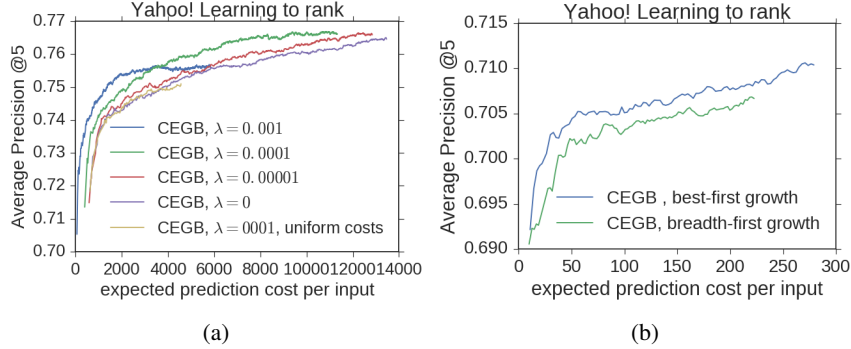 Yahoo! Learning to rank
0.77
0.76
0.75
0.74
0.73
0.72
0.71
0.70
Average Precision @5
CEGB, λ = 0.001
CEGB, λ = 0.0001
CEGB, λ = 0.00001
CEGB, λ = 0
CEGB, λ = 0001, uniform costs
0 2000 4000 6000 8000 10000 12000 14000
expected prediction cost per input
(a)
Yahoo! Learning to rank
0.715
0.710
0.705
0.700
0.695
0.690
Average Precision @5
CEGB , best-first growth
CEGB, breadth-first growth
0 50 100 150 200 250 300
expected prediction cost per input
(b)